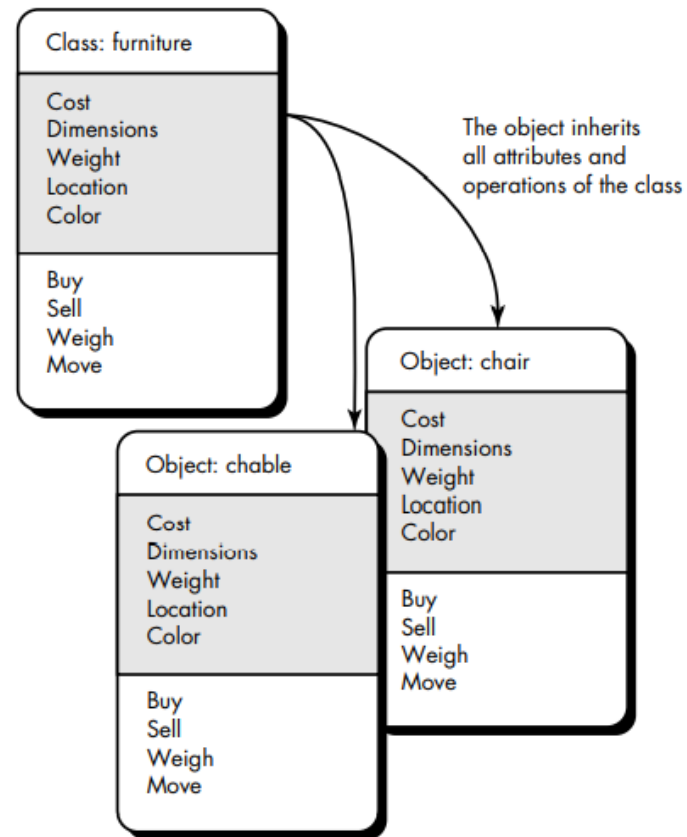 Class: furniture
Cost
Dimensions
Weight
Location
Color
Buy
Sell
Weigh
Move
The object inherits
all attributes and
operations of the class
Object: chair
Cost
Dimensions
Weight
Location
Color
Buy
Sell
Weigh
Move
Object: chable
Cost
Dimensions
Weight
Location
Color
Buy
Sell
Weigh
Move